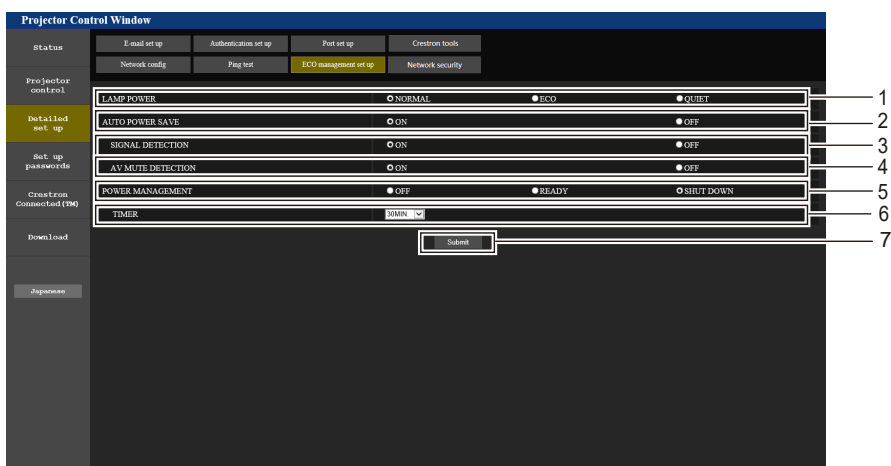 Projector Control Window
Status
E-mail set up
Authentication set up
Port set up
Crestron tools
Network config
Ping test
ECO management set up
Network security
Projector
control
Detailed
set up
Set up
passwords
Crestron
Connected(TM)
Download
Japanese
LAMP POWER NORMAL ECO QUIET 1
AUTO POWER SAVE ON OFF 2
SIGNAL DETECTION ON OFF 3
AV MUTE DETECTION ON OFF 4
POWER MANAGEMENT OFF READY SHUT DOWN 5
TIMER 30MIN. 6
Submit 7